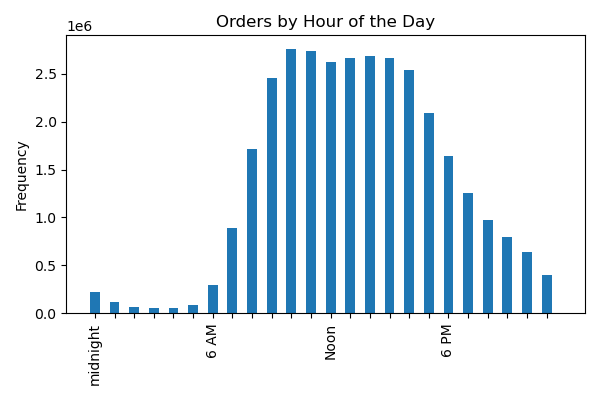 Orders by Hour of the Day
1e6
Frequency
2.5
2.0
1.5
1.0
0.5
0.0
midnight
6 AM
Noon
6 PM